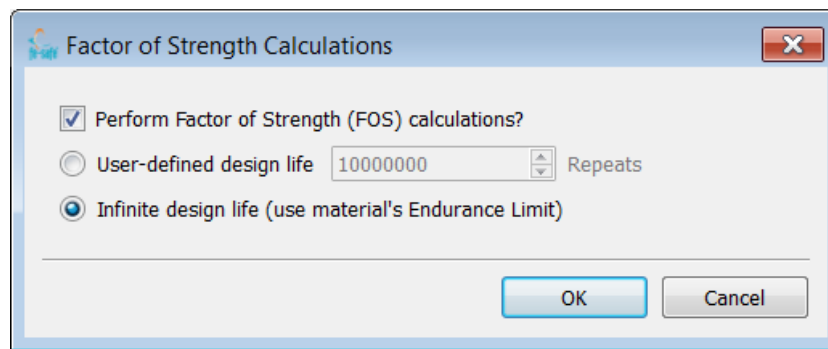 Factor of Strength Calculations
Perform Factor of Strength (FOS) calculations?
User-defined design life 10000000 Repeats
Infinite design life (use material's Endurance Limit)
OK Cancel